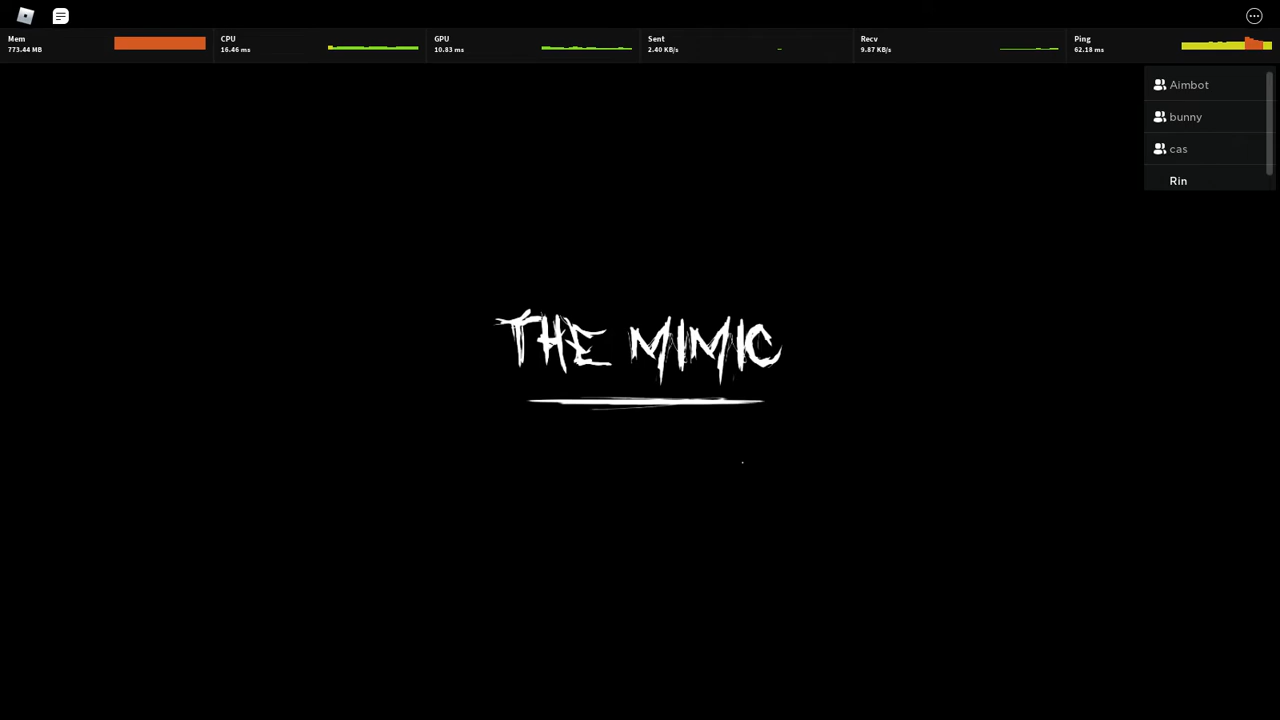 Mem
773.44 MB
CPU
16.46 ms
GPU
10.83 ms
Sent
2.40 KB/s
Recv
9.87 KB/s
Ping
62.18 ms
Aimbot
bunny
cas
Rin
THE MIMIC